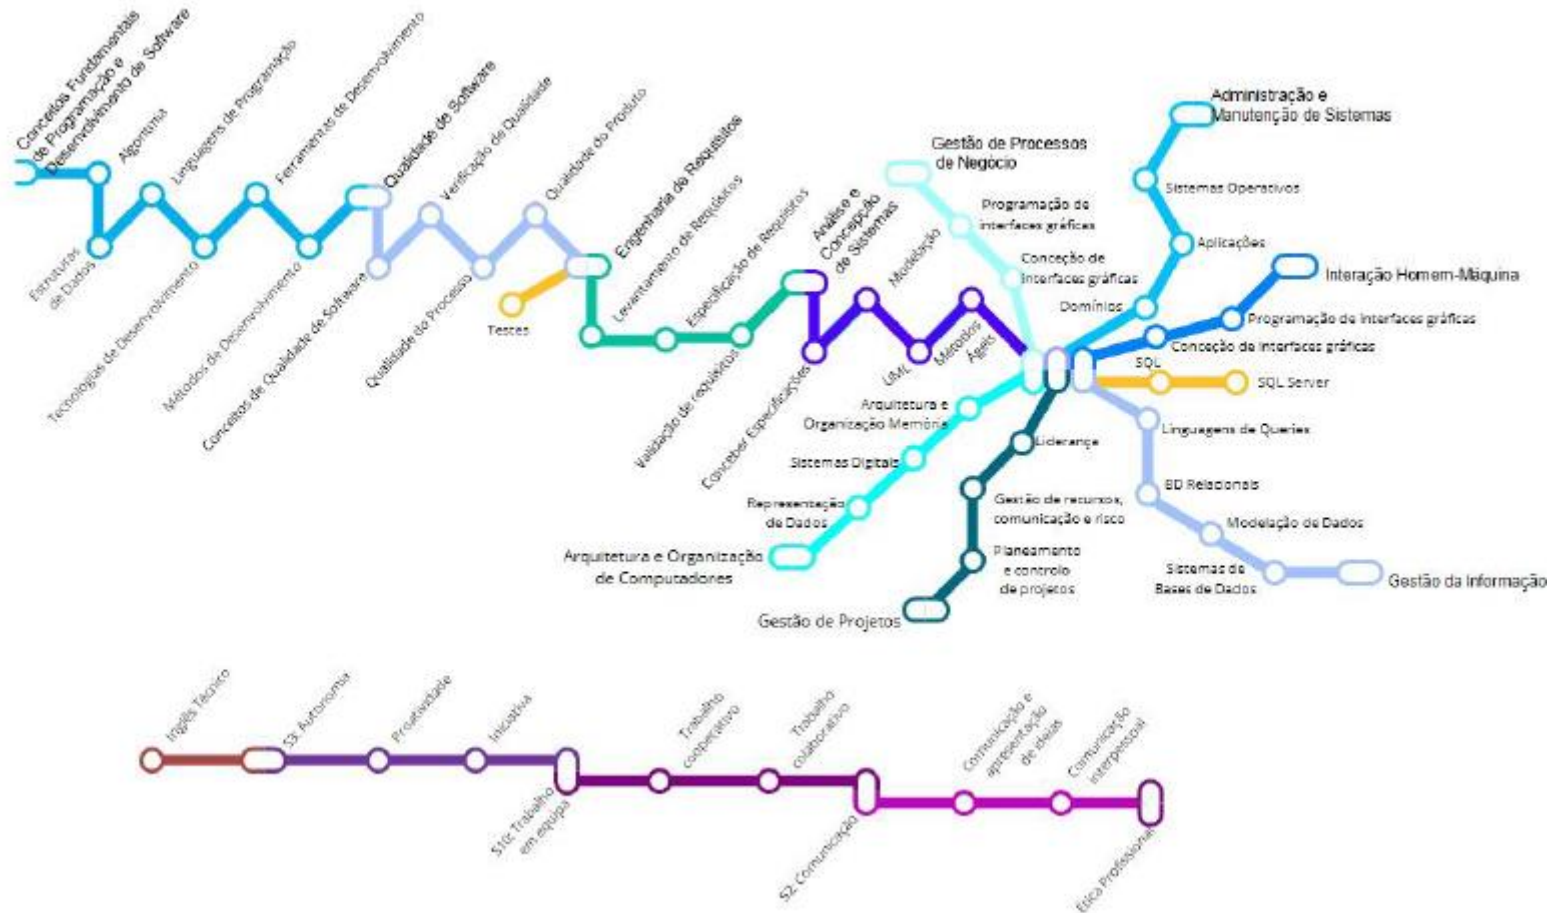 Conceitos Fundamentais
de Programação e
Desenvolvimento de Software
Algoritmia
Estruturas
de Dados
Linguagens de Programação
Tecnologias de Desenvolvimento
Ferramentas de Desenvolvimento
Métodos de Desenvolvimento
Qualidade de Software
Conceitos de Qualidade de Software
Verificação de Qualidade
Qualidade do Processo
Qualidade do Produto
Testes
Engenharia de Requisitos
Levantamento de Requisitos
Especificação de Requisitos
Validação de requisitos
Análise e
Concepção
de Sistemas
Conceber Especificações
Modelação
UML
Métodos
Ágeis
Gestão de Processos
de Negócio
Programação de
interfaces gráficas
Conceção de
interfaces gráficas
Administração e
Manutenção de Sistemas
Sistemas Operativos
Aplicações
Domínios
Interação Homem-Máquina
Programação de interfaces gráficas
Conceção de interfaces gráficas
SQL
SQL Server
Linguagens de Queries
BD Relacionais
Modelação de Dados
Sistemas de
Bases de Dados
Gestão da Informação
Arquitetura e
Organização Memória
Sistemas Digitais
Representação
de Dados
Arquitetura e Organização
de Computadores
Liderança
Gestão de recursos,
comunicação e risco
Planeamento
e controlo
de projetos
Gestão de Projetos
Inglês Técnico
S3: Autonomia
Proatividade
Iniciativa
S10: Trabalho
em equipa
Trabalho
cooperativo
Trabalho
colaborativo
S2: Comunicação
Comunicação e
apresentação
de ideias
Comunicação
interpessoal
Ética Profissional